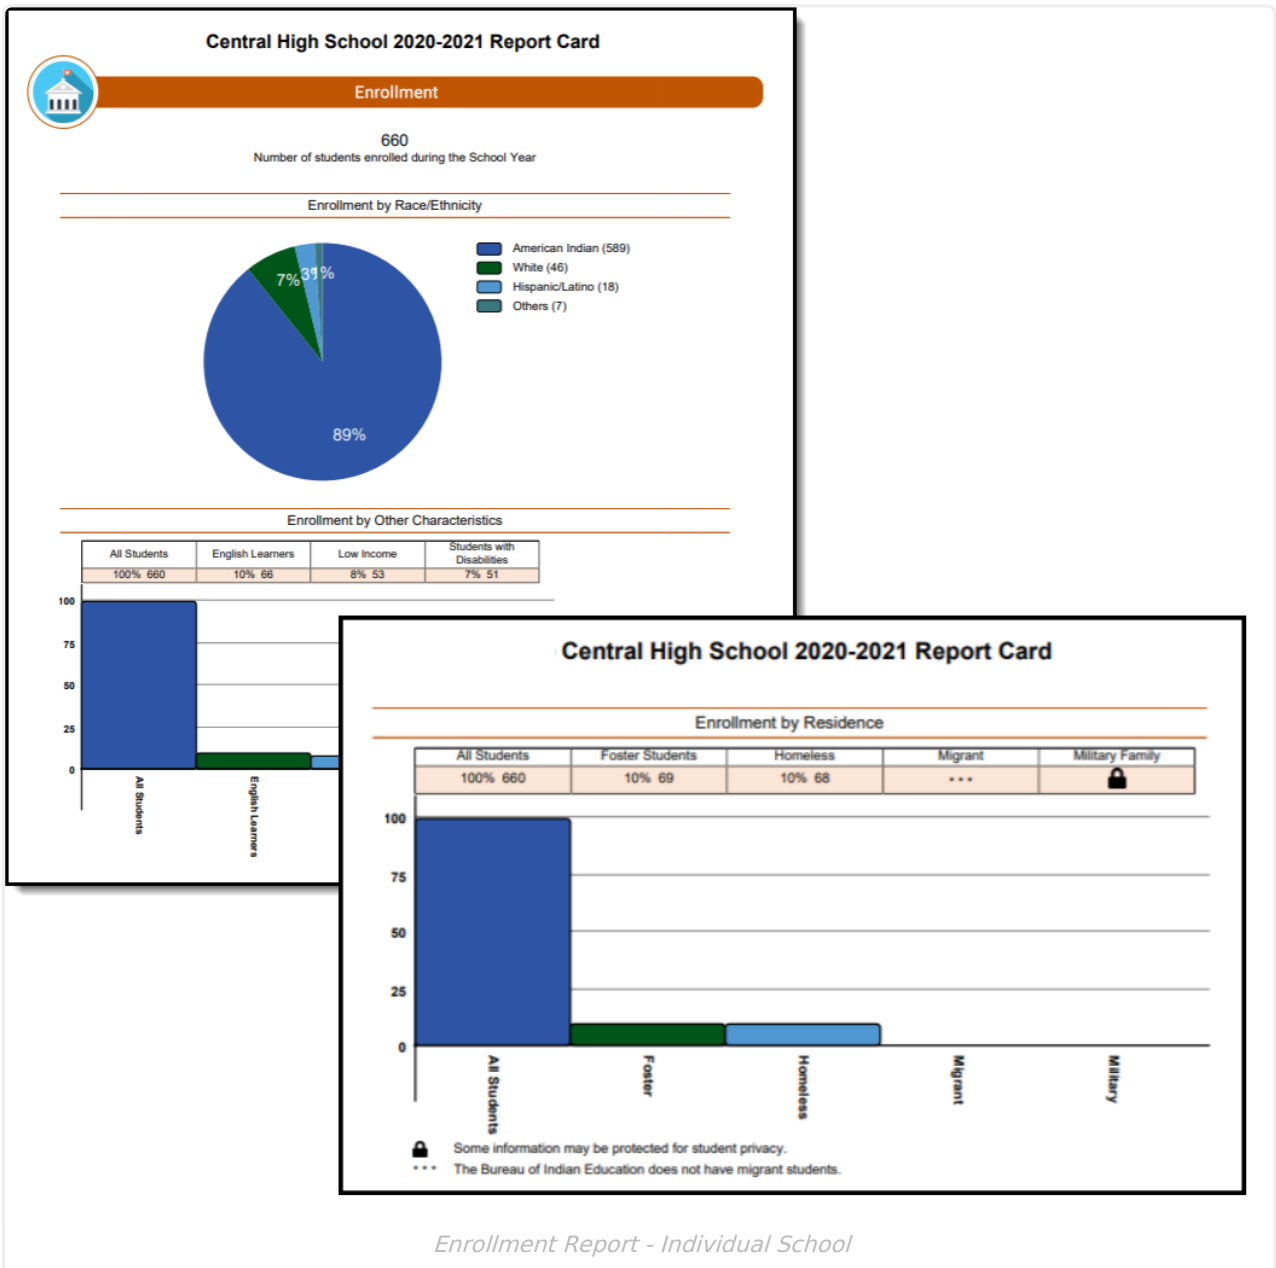 Central High School 2020-2021 Report Card
Enrollment
660
Number of students enrolled during the School Year
Enrollment by Race/Ethnicity
American Indian (589)
White (46)
Hispanic/Latino (18)
Others (7)
7%
1%
89%
Enrollment by Other Characteristics
All Students English Learners Low Income Students with Disabilities
100% 660 10% 66 8% 53 7% 51
100
75
50
25
0
All Students
English Learners
Central High School 2020-2021 Report Card
Enrollment by Residence
All Students Foster Students Homeless Migrant Military Family
100% 660 10% 69 10% 68 ***
100
75
50
25
0
All Students
Foster
Homeless
Migrant
Military
Some information may be protected for student privacy.
*** The Bureau of Indian Education does not have migrant students.
Enrollment Report - Individual School